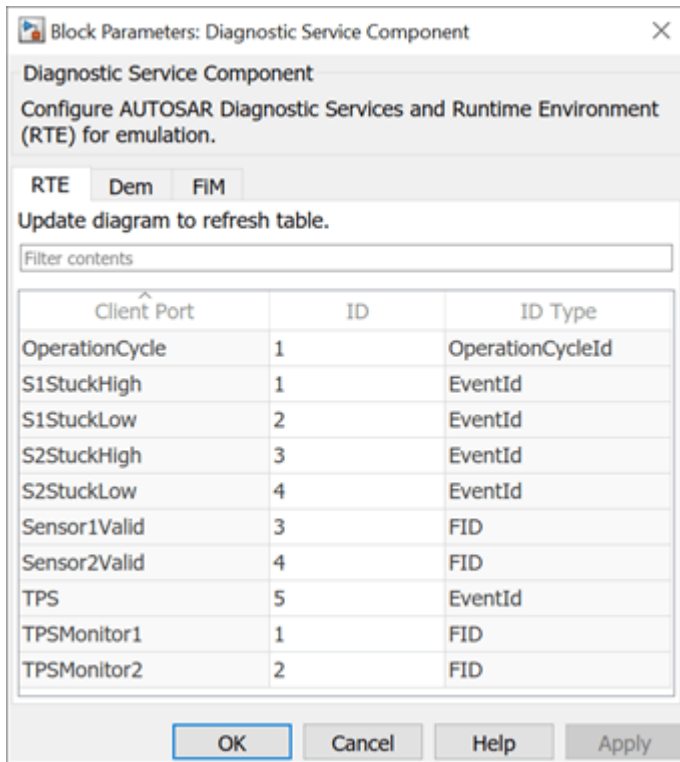 Block Parameters: Diagnostic Service Component
Diagnostic Service Component
Configure AUTOSAR Diagnostic Services and Runtime Environment
(RTE) for emulation.
RTE Dem FiM
Update diagram to refresh table.
Filter contents
Client Port ID ID Type
OperationCycle 1 OperationCycleId
S1StuckHigh 1 EventId
S1StuckLow 2 EventId
S2StuckHigh 3 EventId
S2StuckLow 4 EventId
Sensor1Valid 3 FID
Sensor2Valid 4 FID
TPS 5 EventId
TPSMonitor1 1 FID
TPSMonitor2 2 FID
OK Cancel Help Apply